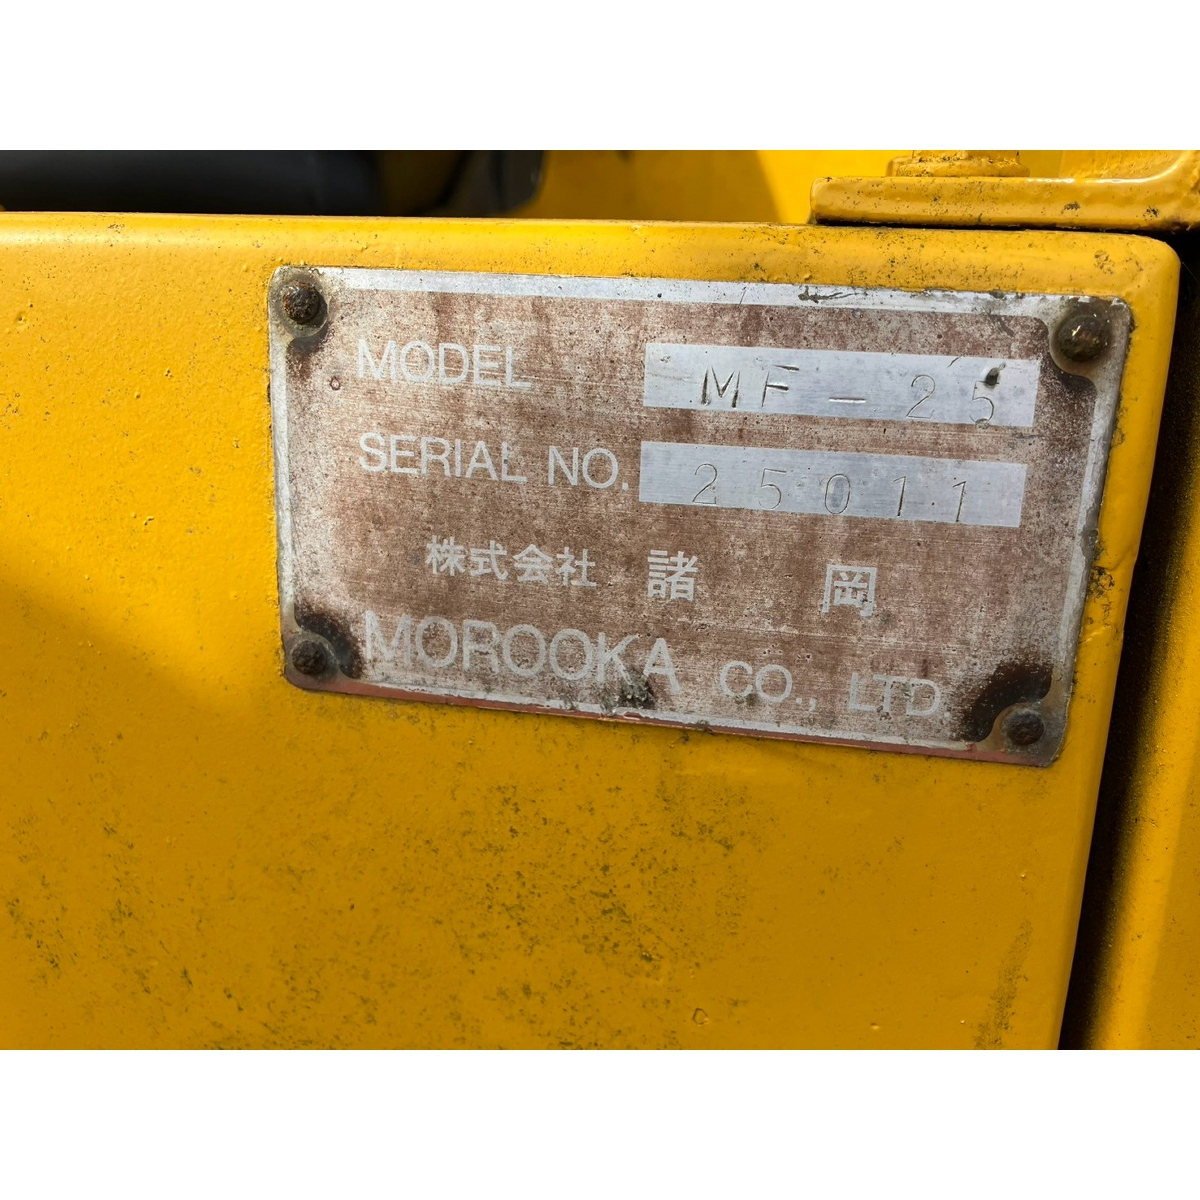 MODEL MF-25
SERIAL NO. 25011
株式会社 諸岡
MOROOKA CO., LTD.